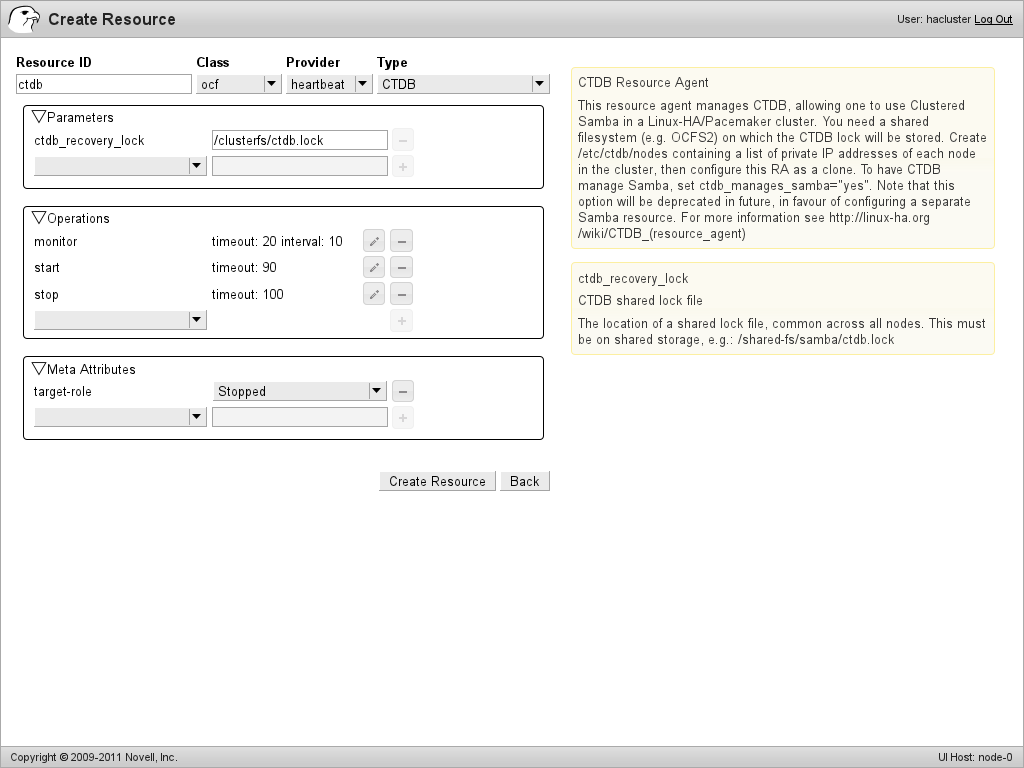 Create Resource
User: hacluster Log Out
Resource ID Class Provider Type
ctdb ocf heartbeat CTDB
Parameters
ctdb_recovery_lock /clusterfs/ctdb.lock
Operations
monitor timeout: 20 interval: 10
start timeout: 90
stop timeout: 100
Meta Attributes
target-role Stopped
Create Resource Back
CTDB Resource Agent
This resource agent manages CTDB, allowing one to use Clustered
Samba in a Linux-HA/Pacemaker cluster. You need a shared
filesystem (e.g. OCFS2) on which the CTDB lock will be stored. Create
/etc/ctdb/nodes containing a list of private IP addresses of each node
in the cluster, then configure this RA as a clone. To have CTDB
manage Samba, set ctdb_manages_samba="yes". Note that this
option will be deprecated in future, in favour of configuring a separate
Samba resource. For more information see http://linux-ha.org
/wiki/CTDB_(resource_agent)
ctdb_recovery_lock
CTDB shared lock file
The location of a shared lock file, common across all nodes. This must
be on shared storage, e.g.: /shared-fs/samba/ctdb.lock
Copyright © 2009-2011 Novell, Inc.
UI Host: node-0